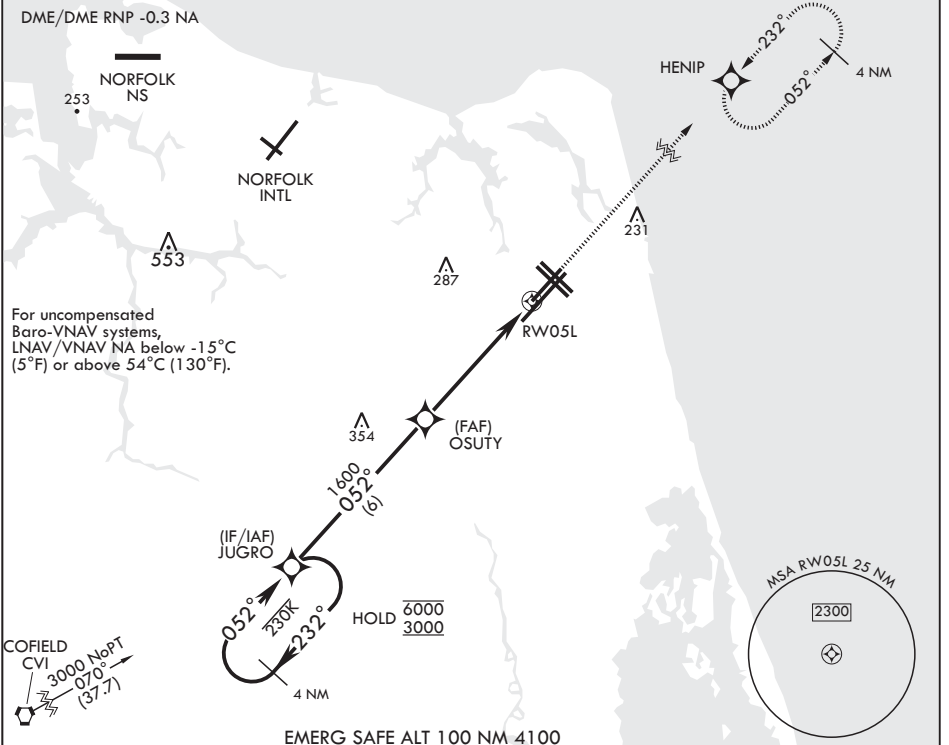 DME/DME RNP -0.3 NA
NORFOLK
NS
253
NORFOLK
INTL
553
For uncompensated
Baro-VNAV systems,
LNAV/VNAV NA below -15°C
(5°F) or above 54°C (130°F).
HENIP
232°
052°
4 NM
231
287
RW05L
354
(FAF)
OSUTY
1600
052°
(6)
(IF/IAF)
JUGRO
052°
230K
232°
4 NM
HOLD 6000
3000
COFIELD
CVI
3000 NoPT
070°
(37.7)
MSA RW05L 25 NM
2300
EMERG SAFE ALT 100 NM 4100